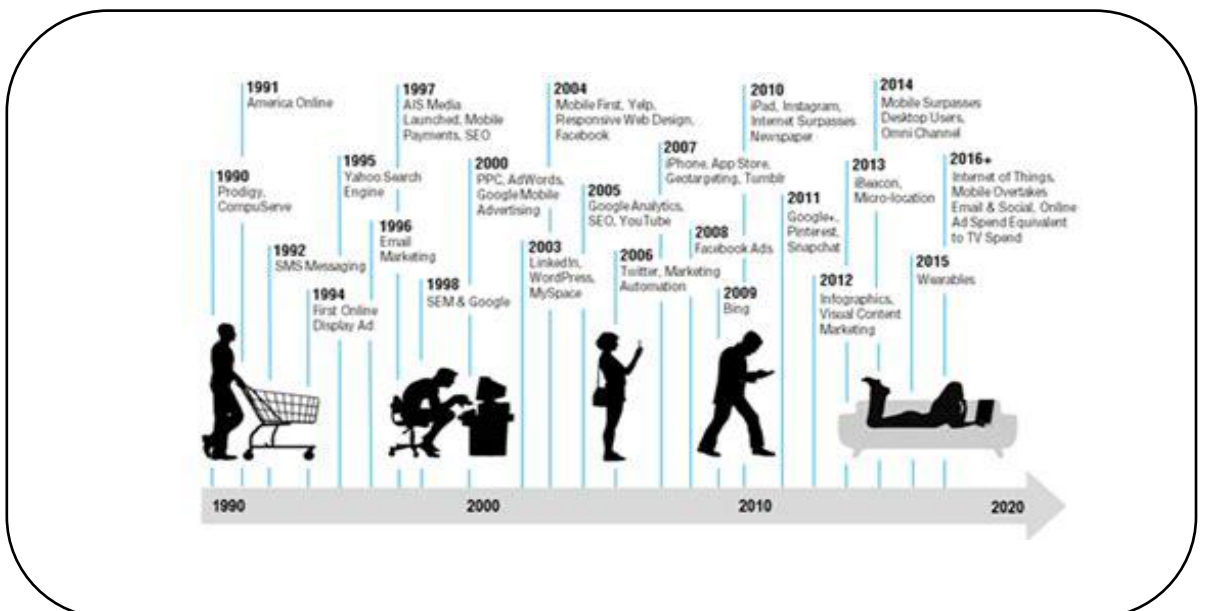 1990
Prodigy,
CompuServe
1991
America Online
1992
SMS Messaging
1994
First Online
Display Ad
1995
Yahoo Search
Engine
1996
Email
Marketing
1997
AIS Media
Launched, Mobile
Payments, SEO
1998
SEM & Google
2000
PPC, AdWords,
Google Mobile
Advertising
2003
LinkedIn,
WordPress,
MySpace
2004
Mobile First, Yelp,
Responsive Web Design,
Facebook
2005
Google Analytics,
SEO, YouTube
2006
Twitter, Marketing
Automation
2007
iPhone, App Store,
Geotargeting, Tumblr
2008
Facebook Ads
2009
Bing
2010
iPad, Instagram,
Internet Surpasses
Newspaper
2011
Google+,
Pinterest,
Snapchat
2012
Infographics,
Visual Content
Marketing
2013
iBeacon,
Micro-location
2014
Mobile Surpasses
Desktop Users,
Omni Channel
2015
Wearables
2016+
Internet of Things,
Mobile Overtakes
Email & Social, Online
Ad Spend Equivalent
to TV Spend
1990
2000
2010
2020